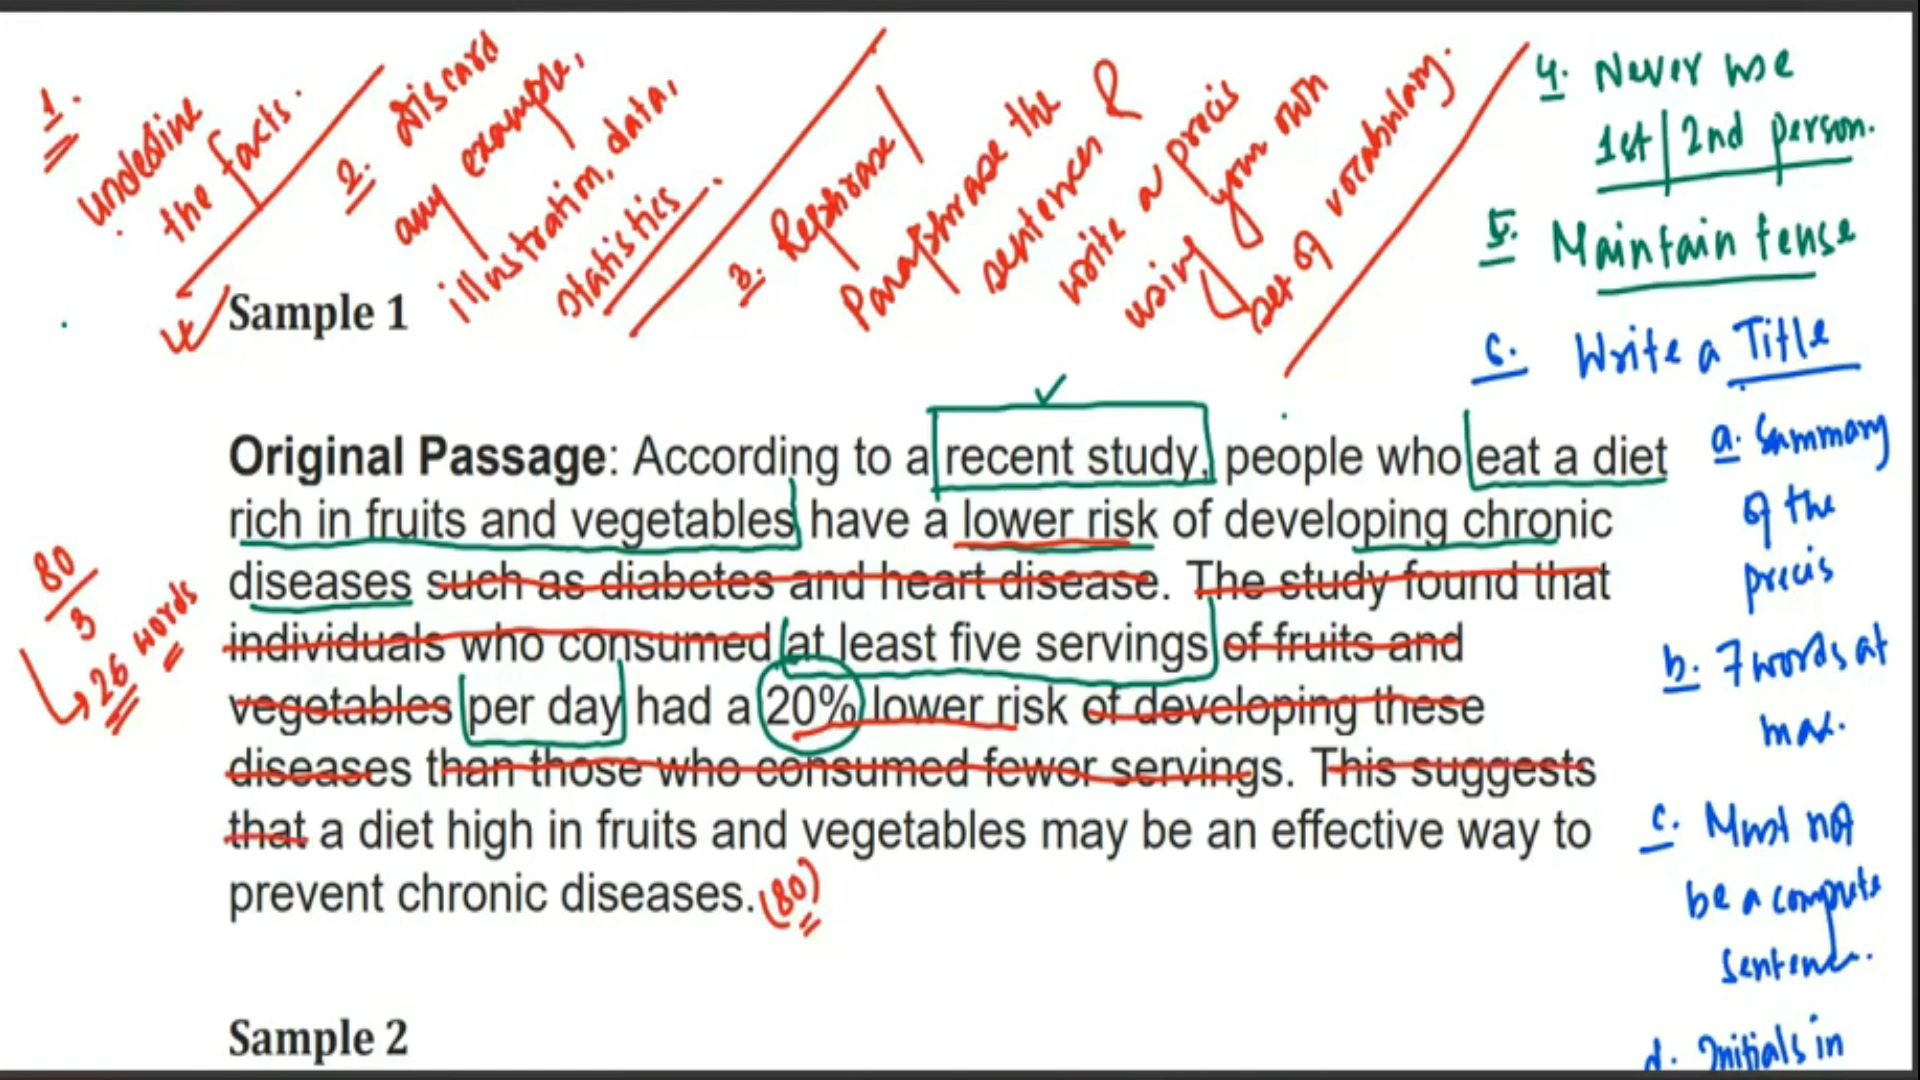 1.
underline
the facts.
2. Discard
any example,
illustration, data,
statistics.
3. Rephrase
Paraphrase the
sentences &
write a precis
using your own
set of vocabulary.
4. Never use
1st | 2nd person.
5. Maintain tense
6. Write a Title
a. Summary
of the
precis
b. 7 words at
max.
c. Must not
be a complete
sentence.
d. Initials in
Sample 1
Original Passage: According to a recent study, people who eat a diet
rich in fruits and vegetables have a lower risk of developing chronic
diseases such as diabetes and heart disease. The study found that
individuals who consumed at least five servings of fruits and
vegetables per day had a 20% lower risk of developing these
diseases than those who consumed fewer servings. This suggests
that a diet high in fruits and vegetables may be an effective way to
prevent chronic diseases. (80)
80
3
26 words
Sample 2